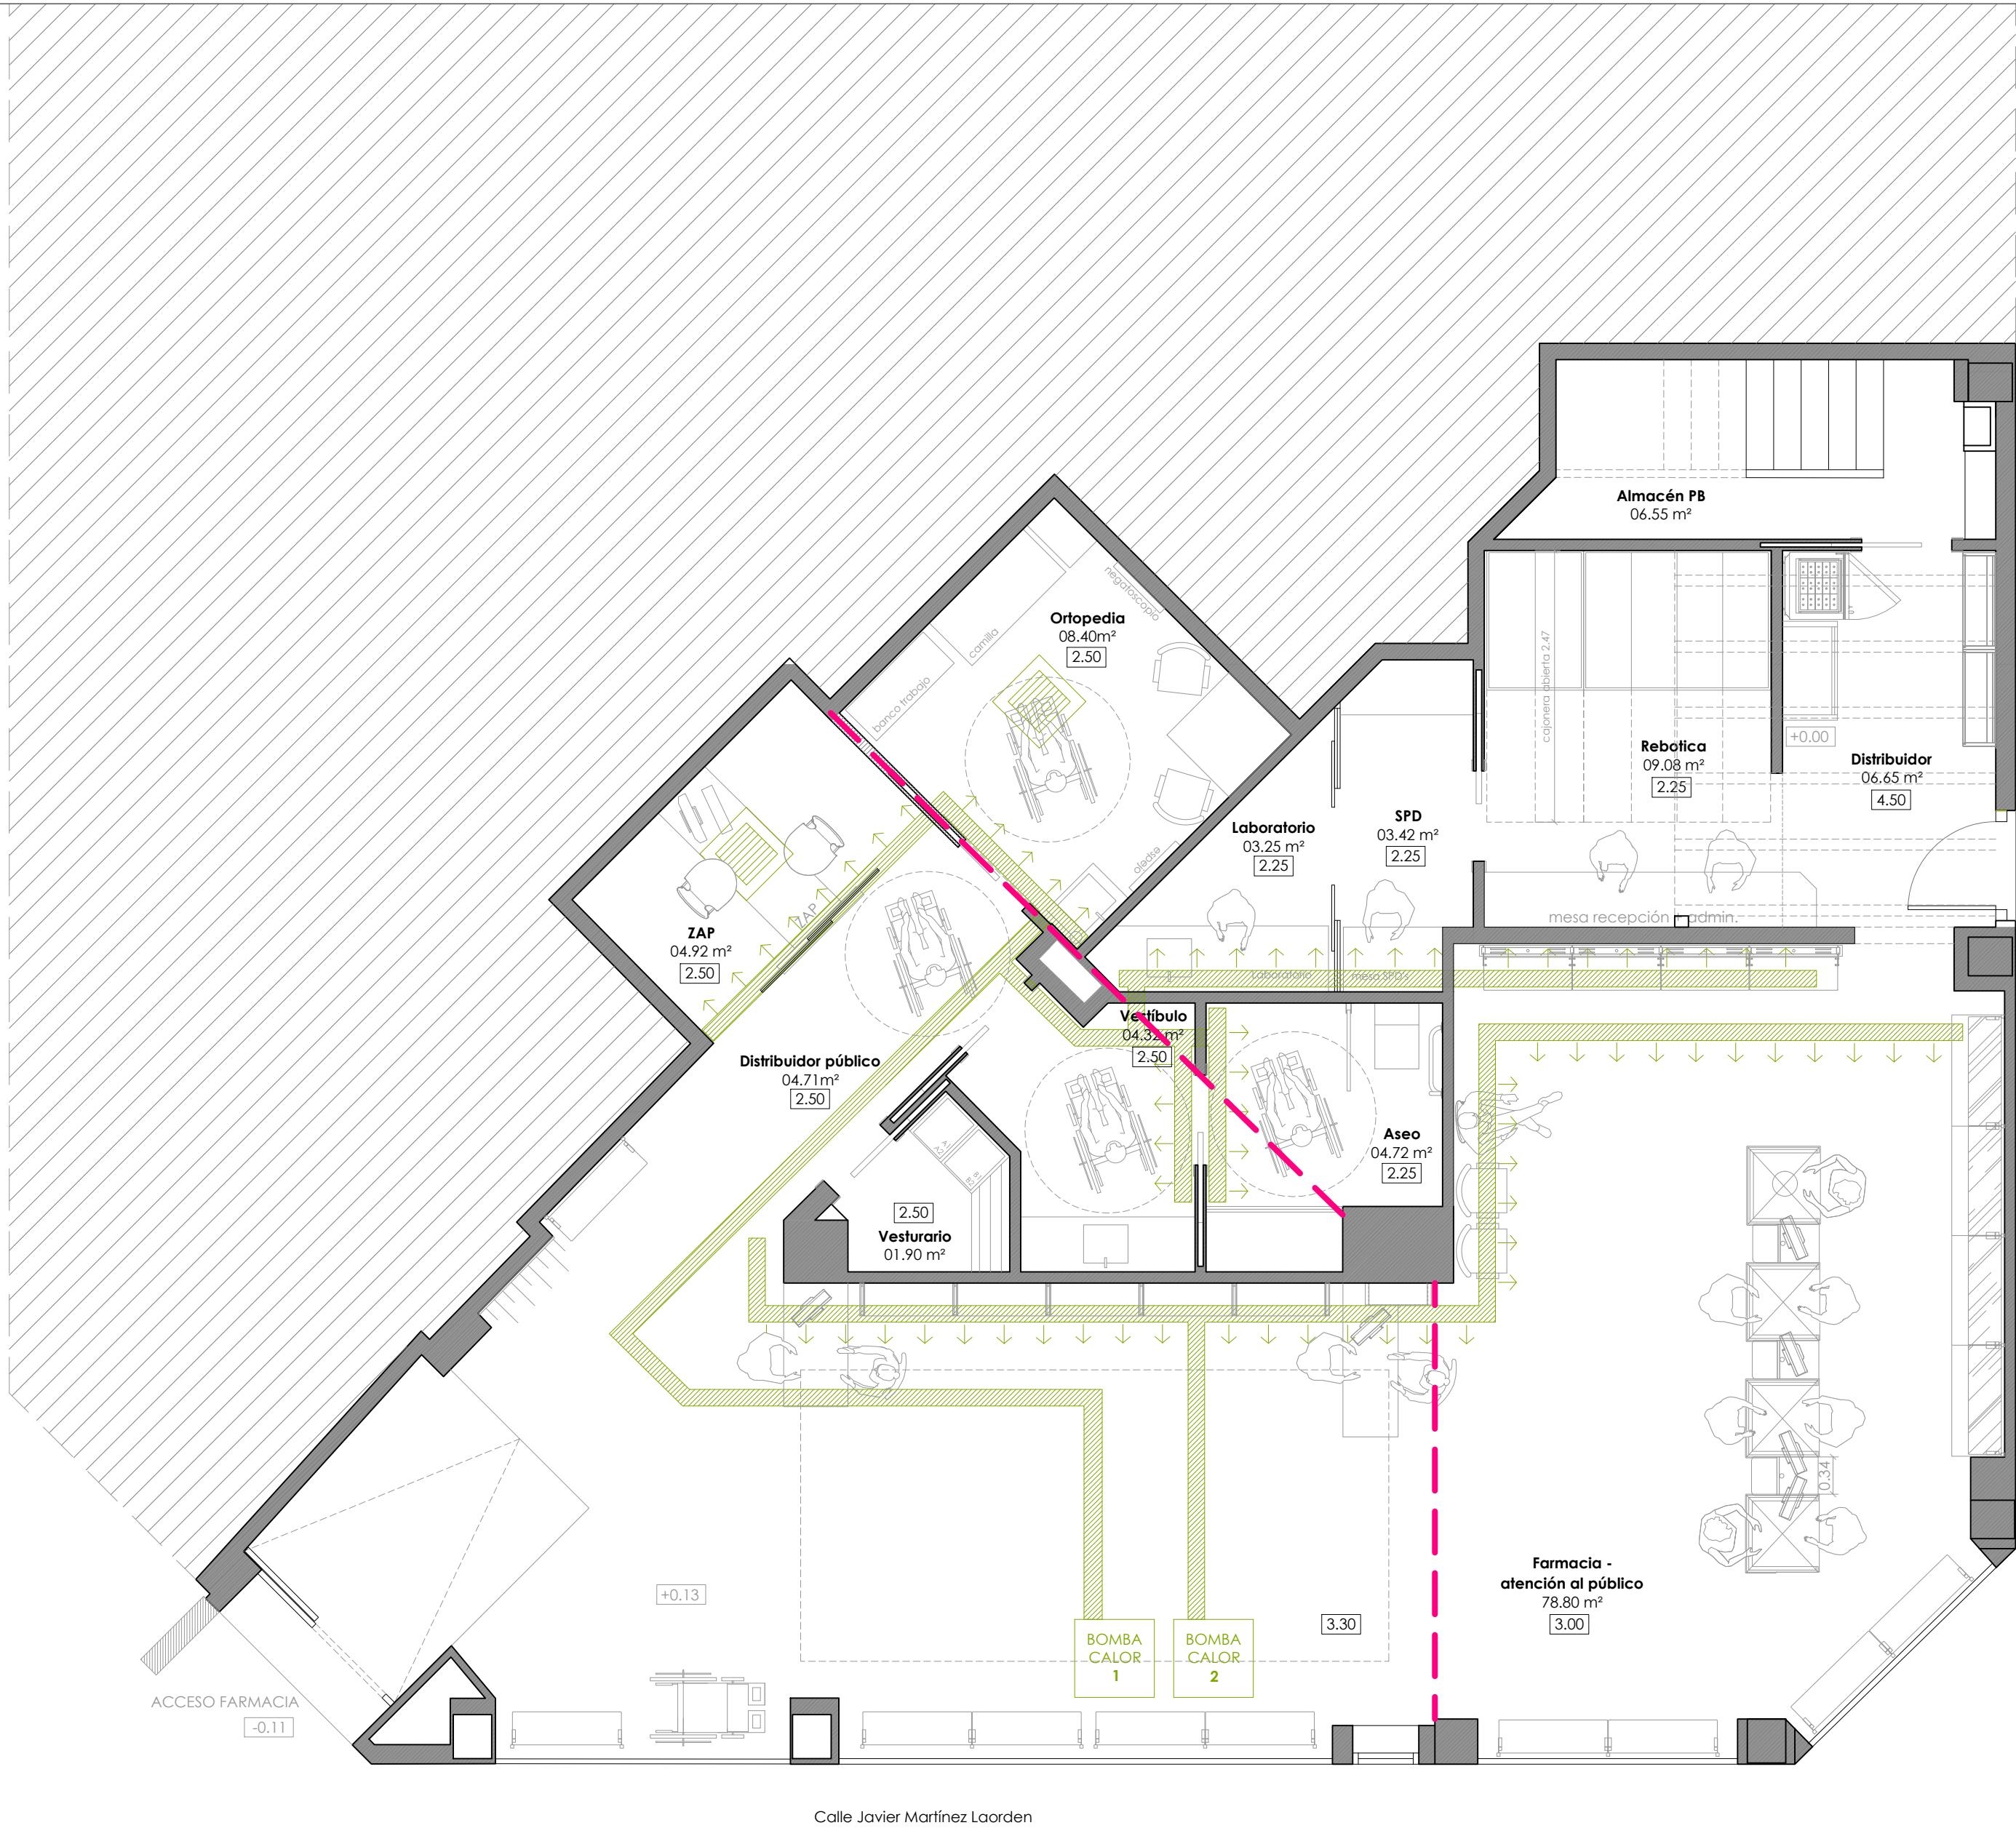 Almacén PB
06.55 m²
negatoscopio
Ortopedia
08.40m²
2.50
camilla
banco trabajo
cajonera abierta 2.47
+0.00
Rebotica
09.08 m²
2.25
Distribuidor
06.65 m²
4.50
SPD
03.42 m²
2.25
Laboratorio
03.25 m²
2.25
espejo
ZAP
ZAP
04.92 m²
2.50
mesa recepción + admin.
Laboratorio
mesa SPD's
Vestíbulo
04.32 m²
2.50
Distribuidor público
04.71m²
2.50
Aseo
04.72 m²
2.25
2.50
Vesturario
01.90 m²
0.34
Farmacia -
atención al público
78.80 m²
3.00
+0.13
3.30
BOMBA
CALOR
1
BOMBA
CALOR
2
ACCESO FARMACIA
-0.11
Calle Javier Martínez Laorden